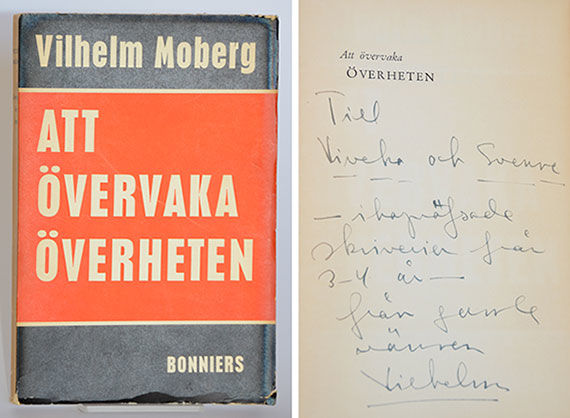 Vilhelm Moberg
ATT
ÖVERVAKA
ÖVERHETEN
BONNIERS
Att övervaka
ÖVERHETEN
Till
Viveka och Svenne
— ihoprafsade
skriverier från
3-4 år —
från gamle
vännen
Vilhelm